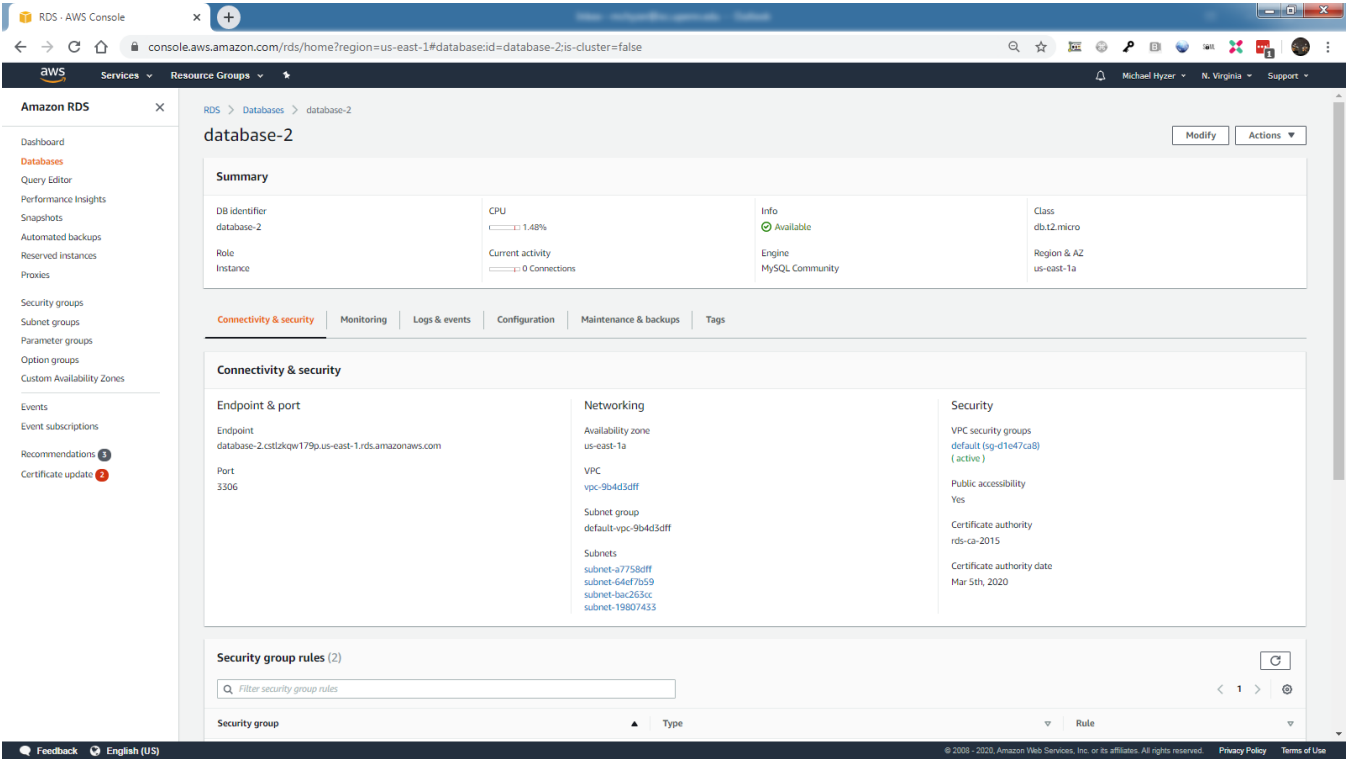 RDS · AWS Console
console.aws.amazon.com/rds/home?region=us-east-1#database:id=database-2;is-cluster=false
1
aws Services Resource Groups Michael Hyzer N. Virginia Support
Amazon RDS
Dashboard
Databases
Query Editor
Performance Insights
Snapshots
Automated backups
Reserved instances
Proxies
Security groups
Subnet groups
Parameter groups
Option groups
Custom Availability Zones
Events
Event subscriptions
Recommendations 3
Certificate update 2
RDS > Databases > database-2
database-2
Modify Actions
Summary
DB identifier
database-2
Role
Instance
CPU
1.48%
Current activity
0 Connections
Info
Available
Engine
MySQL Community
Class
db.t2.micro
Region & AZ
us-east-1a
Connectivity & security Monitoring Logs & events Configuration Maintenance & backups Tags
Connectivity & security
Endpoint & port
Endpoint
database-2.cstlzkqw179p.us-east-1.rds.amazonaws.com
Port
3306
Networking
Availability zone
us-east-1a
VPC
vpc-9b4d3dff
Subnet group
default-vpc-9b4d3dff
Subnets
subnet-a7758dff
subnet-64ef7b59
subnet-bac263cc
subnet-19807433
Security
VPC security groups
default (sg-d1e47ca8)
( active )
Public accessibility
Yes
Certificate authority
rds-ca-2015
Certificate authority date
Mar 5th, 2020
Security group rules (2)
Filter security group rules
< 1 >
Security group Type Rule
Feedback English (US) © 2008 - 2020, Amazon Web Services, Inc. or its affiliates. All rights reserved. Privacy Policy Terms of Use